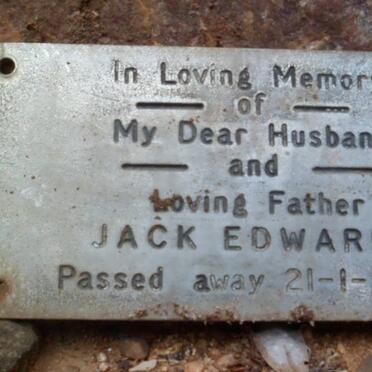 In Loving Memor
of
My Dear Husban
and
Loving Father
JACK EDWAR
Passed away 21-1-